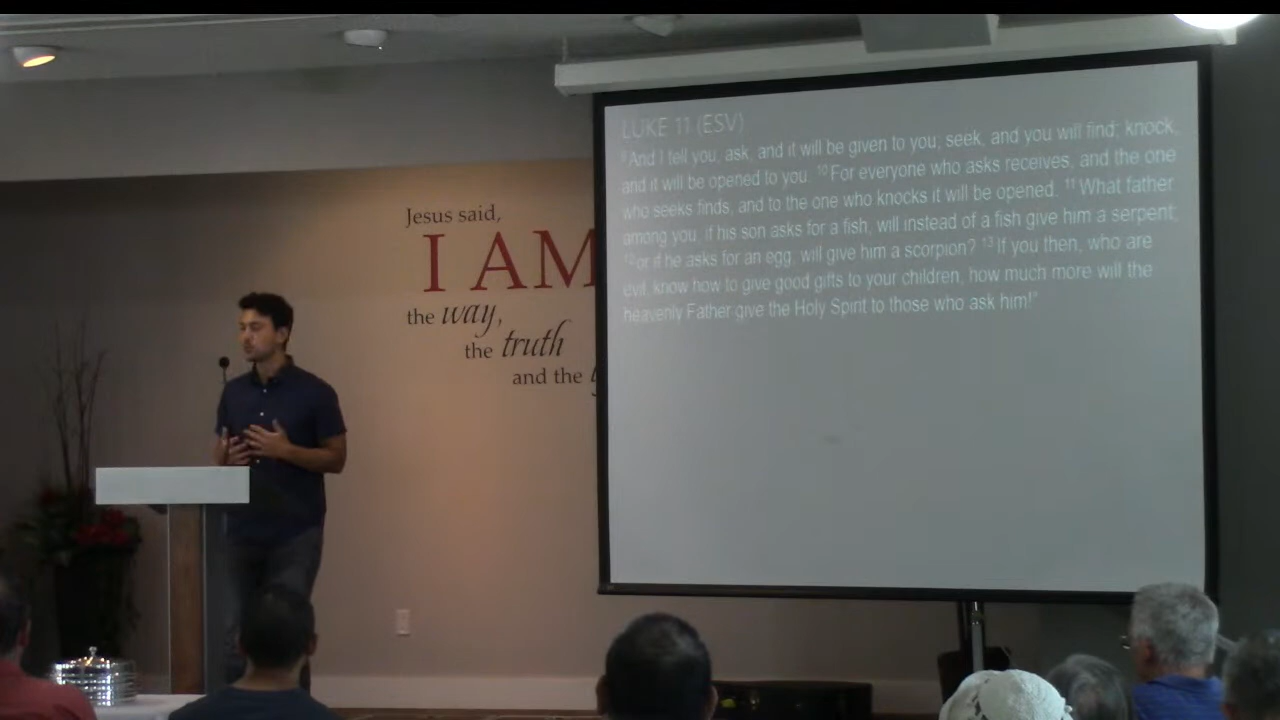 Jesus said,
I AM
the way,
the truth
and the
LUKE 11 (ESV)
9 And I tell you, ask, and it will be given to you; seek, and you will find; knock,
and it will be opened to you. 10 For everyone who asks receives, and the one
who seeks finds, and to the one who knocks it will be opened. 11 What father
among you, if his son asks for a fish, will instead of a fish give him a serpent;
12 or if he asks for an egg, will give him a scorpion? 13 If you then, who are
evil, know how to give good gifts to your children, how much more will the
heavenly Father give the Holy Spirit to those who ask him!"